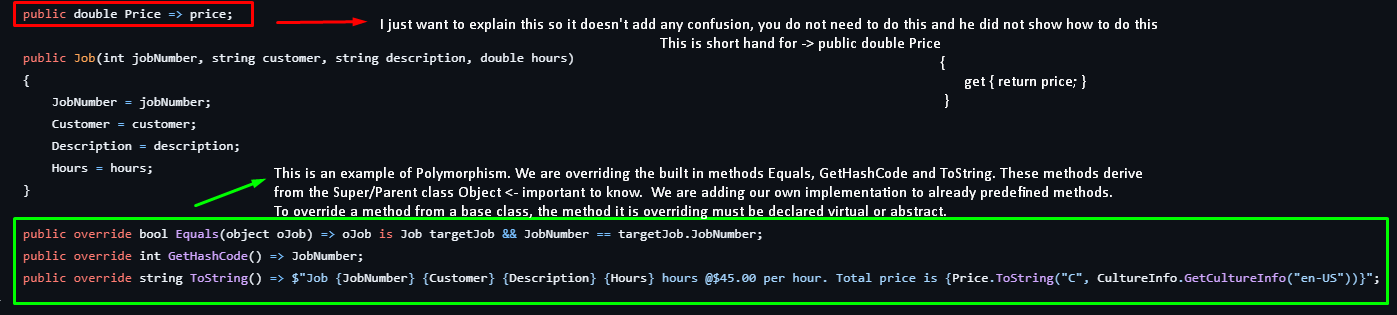 public double Price => price;
I just want to explain this so it doesn't add any confusion, you do not need to do this and he did not show how to do this
This is short hand for -> public double Price
{
get { return price; }
}
public Job(int jobNumber, string customer, string description, double hours)
{
JobNumber = jobNumber;
Customer = customer;
Description = description;
Hours = hours;
}
This is an example of Polymorphism. We are overriding the built in methods Equals, GetHashCode and ToString. These methods derive
from the Super/Parent class Object <- important to know. We are adding our own implementation to already predefined methods.
To override a method from a base class, the method it is overriding must be declared virtual or abstract.
public override bool Equals(object oJob) => oJob is Job targetJob && JobNumber == targetJob.JobNumber;
public override int GetHashCode() => JobNumber;
public override string ToString() => $"Job {JobNumber} {Customer} {Description} {Hours} hours @$45.00 per hour. Total price is {Price.ToString("C", CultureInfo.GetCultureInfo("en-US"))}";